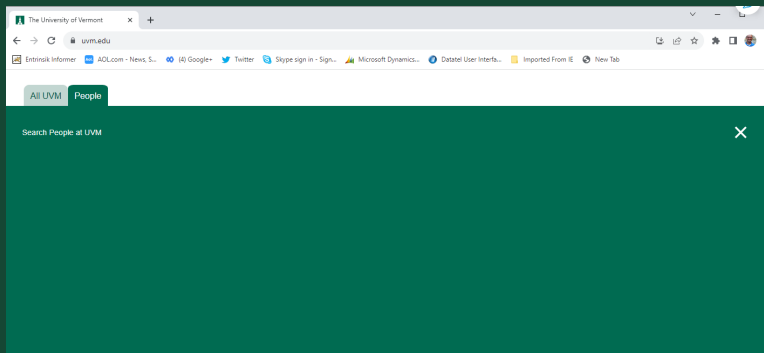 The University of Vermont
uvm.edu
Entrinsik Informer
AOL.com - News, S...
(4) Google+
Twitter
Skype sign in - Sign...
Microsoft Dynamics...
Datatel User Interfa...
Imported From IE
New Tab
All UVM
People
Search People at UVM